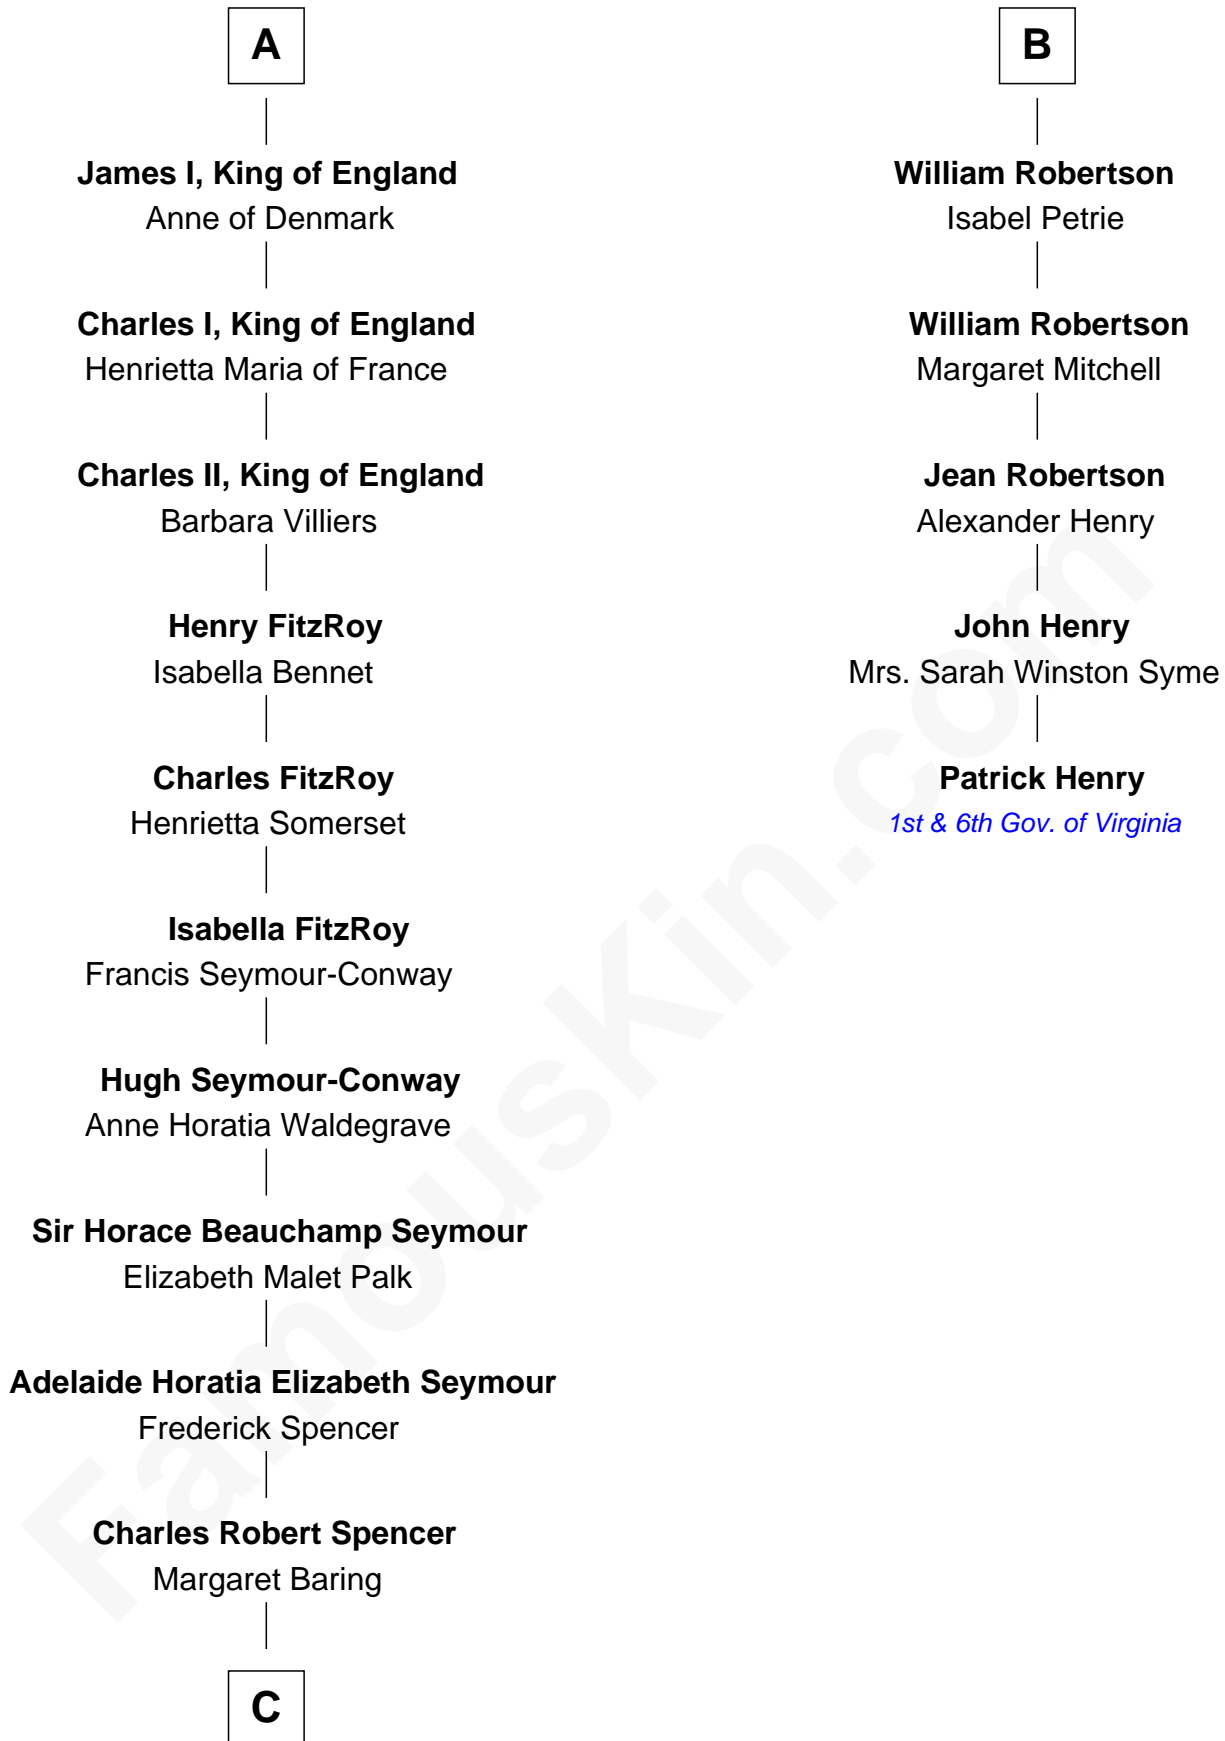 A
James I, King of England
Anne of Denmark
Charles I, King of England
Henrietta Maria of France
Charles II, King of England
Barbara Villiers
Henry FitzRoy
Isabella Bennet
Charles FitzRoy
Henrietta Somerset
Isabella FitzRoy
Francis Seymour-Conway
Hugh Seymour-Conway
Anne Horatia Waldegrave
Sir Horace Beauchamp Seymour
Elizabeth Malet Palk
Adelaide Horatia Elizabeth Seymour
Frederick Spencer
Charles Robert Spencer
Margaret Baring
C
B
William Robertson
Isabel Petrie
William Robertson
Margaret Mitchell
Jean Robertson
Alexander Henry
John Henry
Mrs. Sarah Winston Syme
Patrick Henry
1st & 6th Gov. of Virginia
FamousKin.com